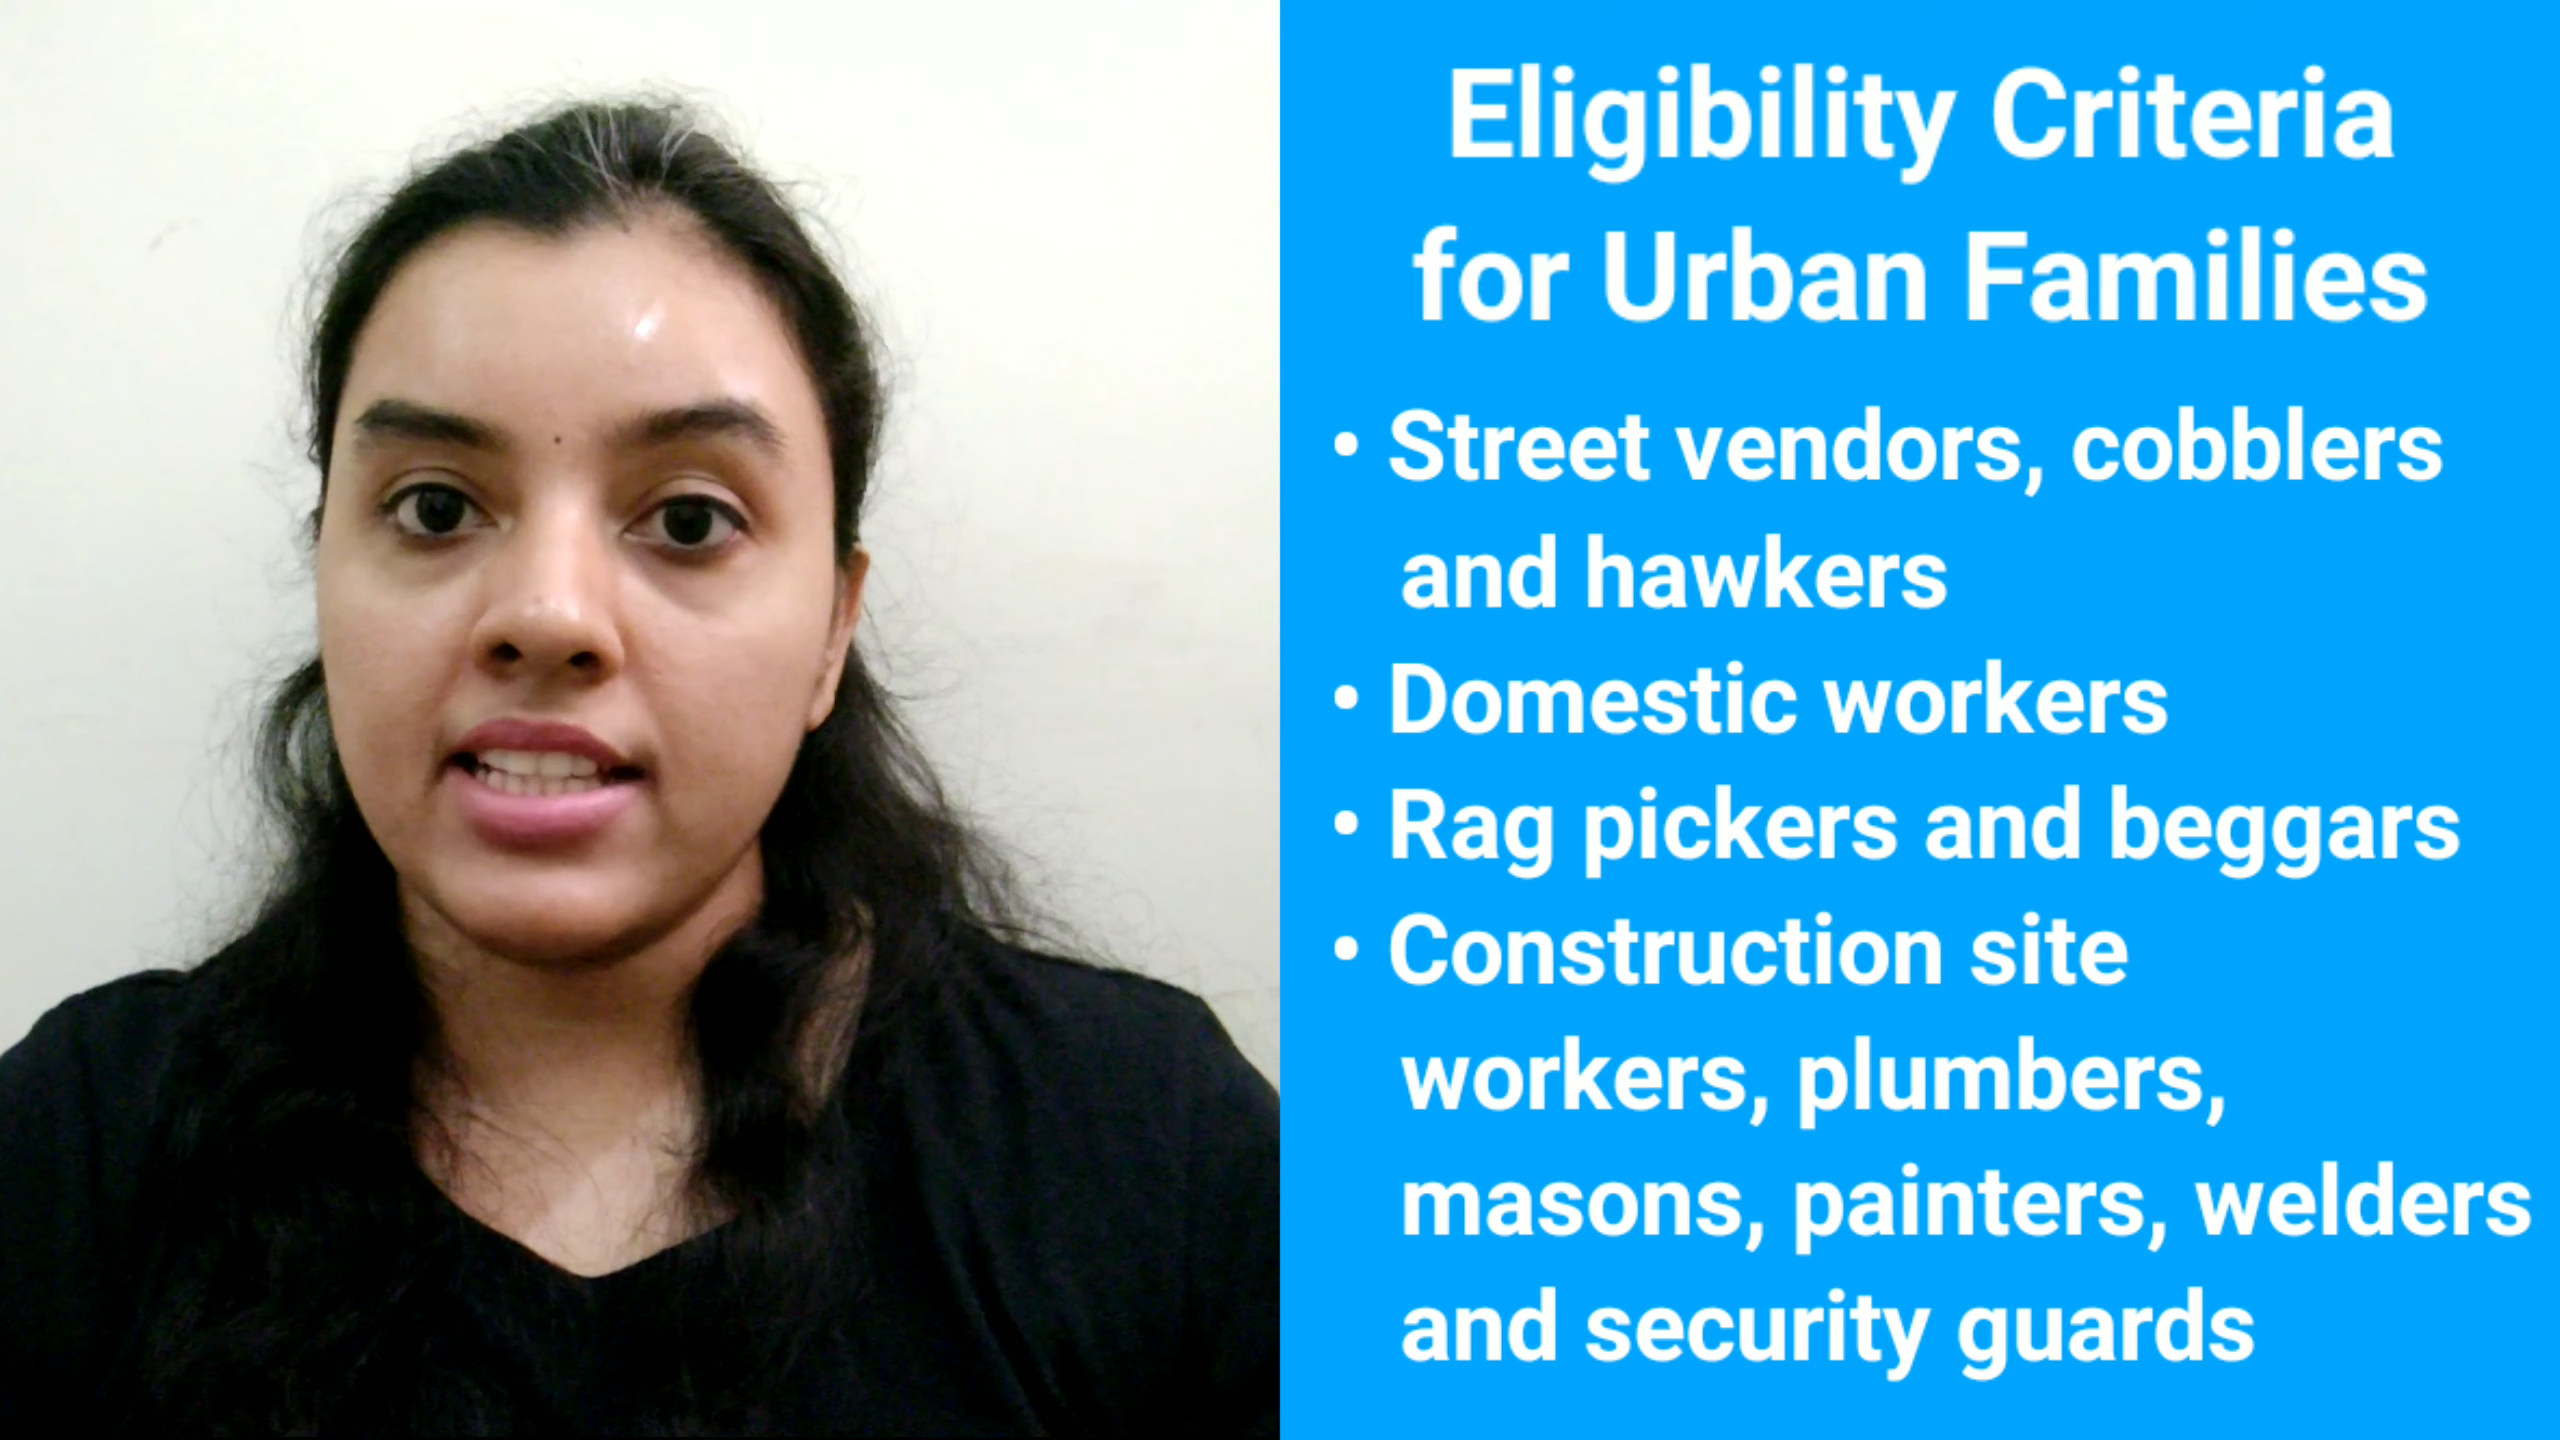 Eligibility Criteria
for Urban Families
• Street vendors, cobblers
and hawkers
• Domestic workers
• Rag pickers and beggars
• Construction site
workers, plumbers,
masons, painters, welders
and security guards